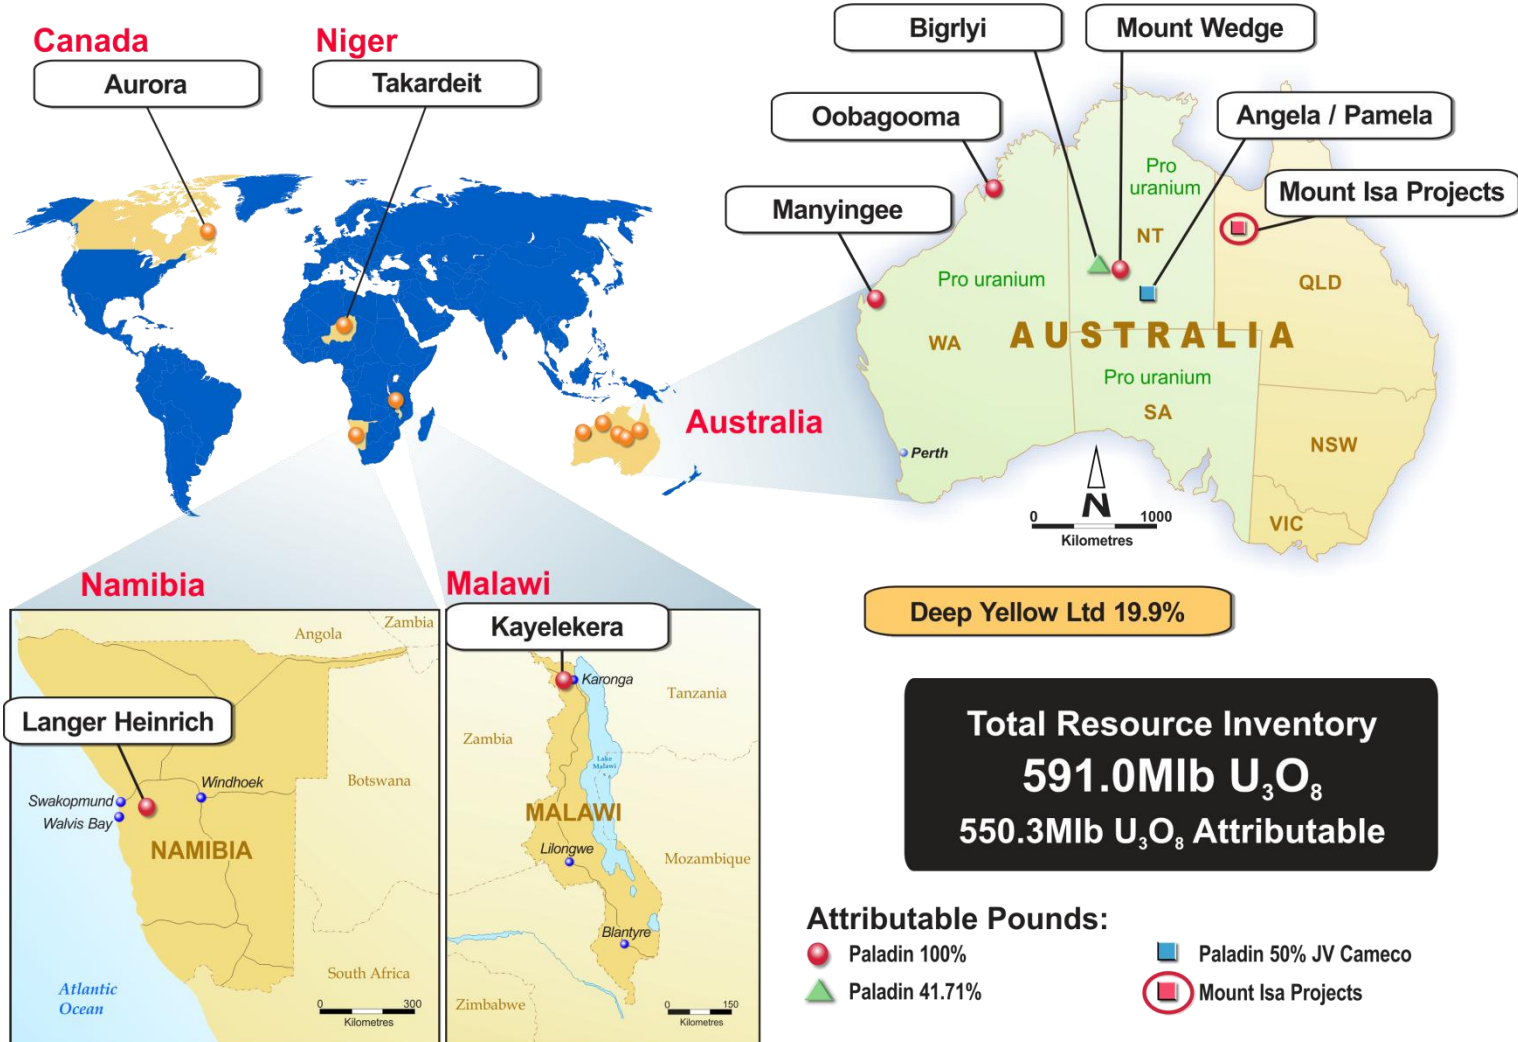 Canada
Aurora
Niger
Takardeit
Bigrlyi
Mount Wedge
Oobagooma
Angela / Pamela
Manyingee
Mount Isa Projects
Pro
uranium
NT
Pro uranium
QLD
WA
AUSTRALIA
Pro uranium
SA
Australia
Perth
NSW
N
0 1000
Kilometres
VIC
Namibia
Angola
Zambia
Langer Heinrich
Windhoek
Swakopmund
Walvis Bay
Botswana
NAMIBIA
South Africa
Atlantic
Ocean
0 300
Kilometres
Malawi
Kayelekera
Karonga
Tanzania
Zambia
Lake
Malawi
MALAWI
Lilongwe
Mozambique
Blantyre
Zimbabwe
0 150
Kilometres
Deep Yellow Ltd 19.9%
Total Resource Inventory
591.0Mlb U₃O₈
550.3Mlb U₃O₈ Attributable
Attributable Pounds:
Paladin 100%
Paladin 50% JV Cameco
Paladin 41.71%
Mount Isa Projects